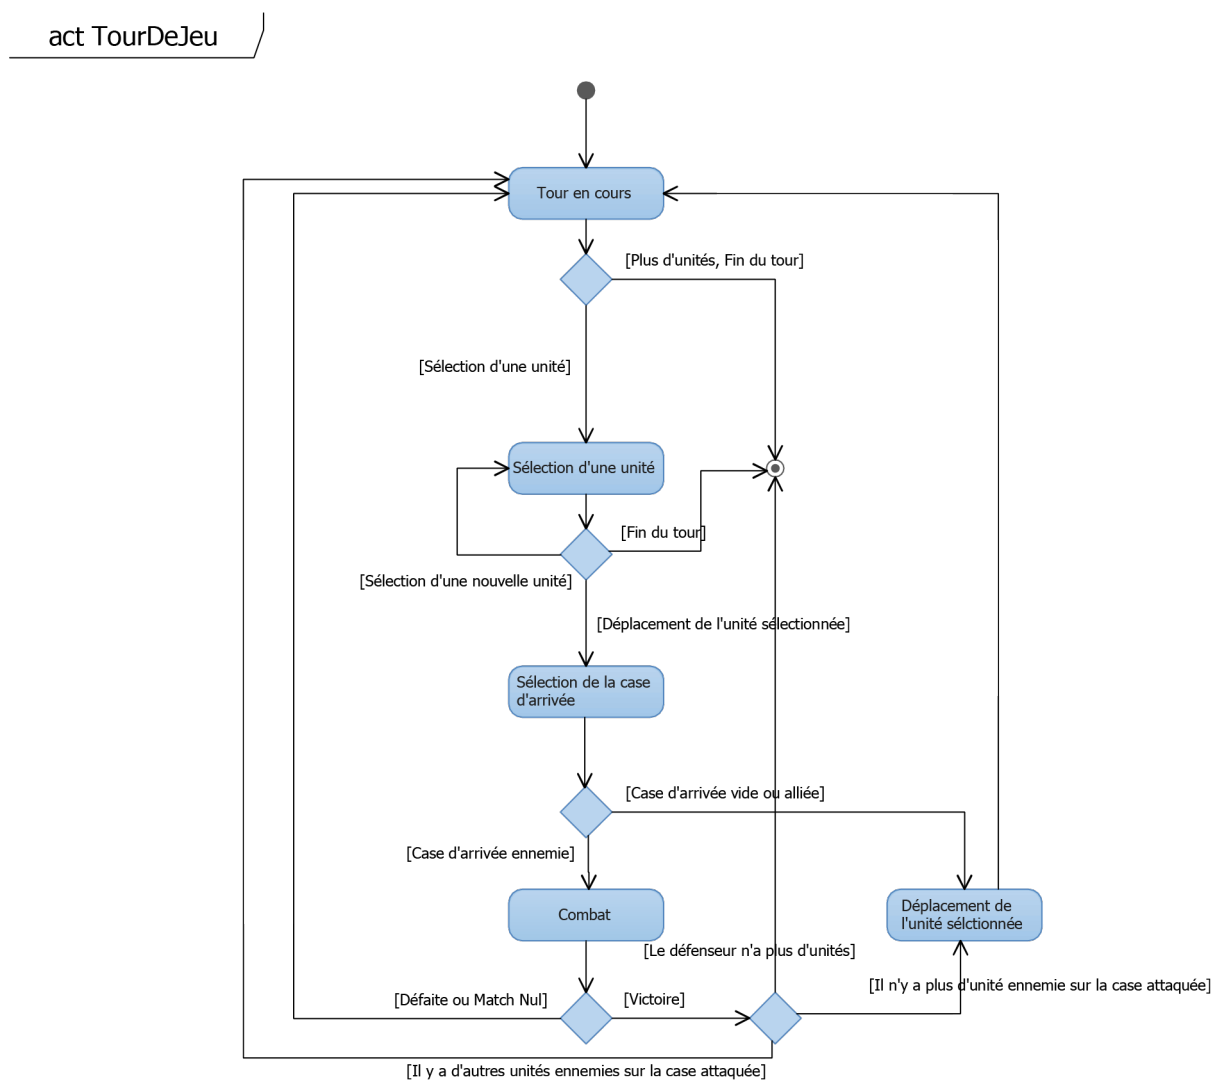 act TourDeJeu
Tour en cours
[Plus d'unités, Fin du tour]
[Sélection d'une unité]
Sélection d'une unité
[Fin du tour]
[Sélection d'une nouvelle unité]
[Déplacement de l'unité sélectionnée]
Sélection de la case
d'arrivée
[Case d'arrivée vide ou alliée]
[Case d'arrivée ennemie]
Combat
Déplacement de
l'unité sélctionnée
[Le défenseur n'a plus d'unités]
[Il n'y a plus d'unité ennemie sur la case attaquée]
[Défaite ou Match Nul]
[Victoire]
[Il y a d'autres unités ennemies sur la case attaquée]